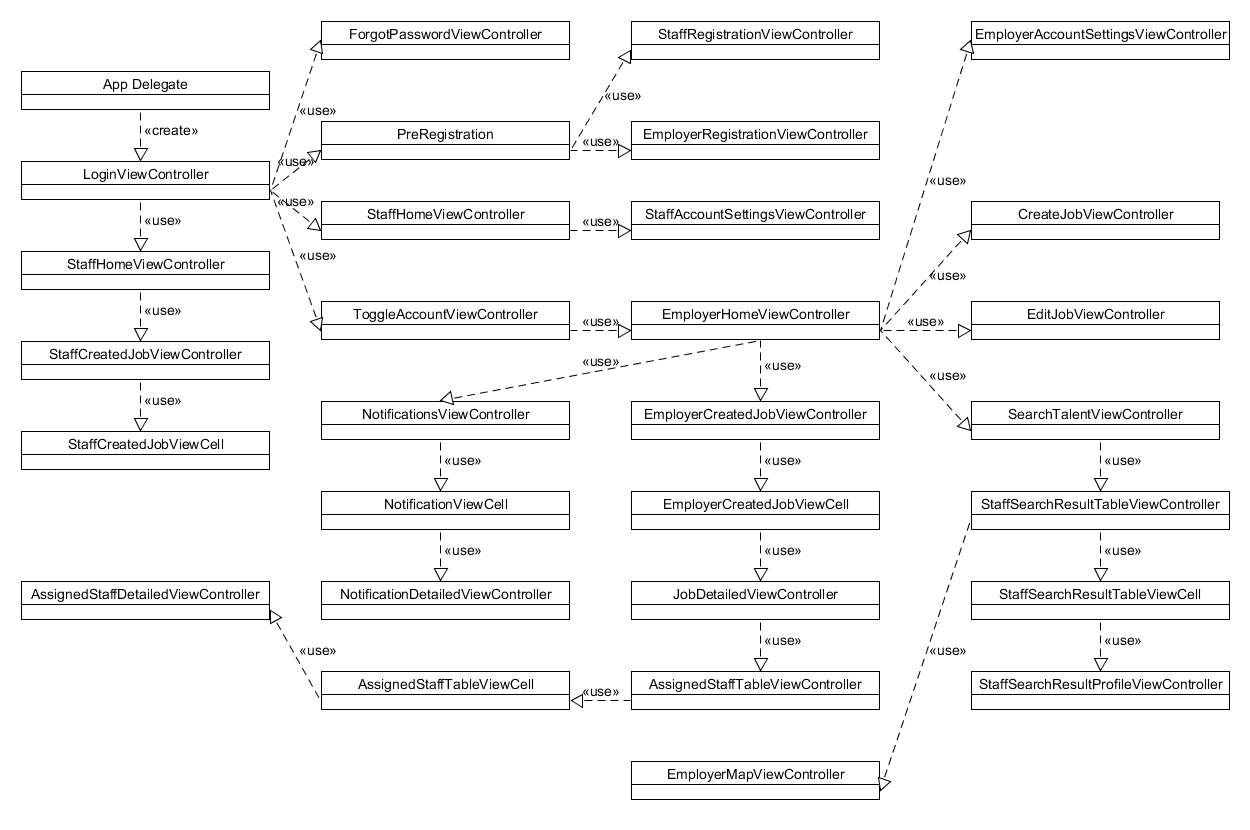 ForgotPasswordViewController
StaffRegistrationViewController
EmployerAccountSettingsViewController
App Delegate
«use»
«use»
«create»
PreRegistration
«use»
EmployerRegistrationViewController
LoginViewController
«use»
«use»
«use»
«use»
StaffHomeViewController
StaffAccountSettingsViewController
CreateJobViewController
«use»
«use»
StaffHomeViewController
«use»
«use»
«use»
ToggleAccountViewController
«use»
EmployerHomeViewController
«use»
EditJobViewController
StaffCreatedJobViewController
«use»
«use»
«use»
«use»
NotificationsViewController
EmployerCreatedJobViewController
SearchTalentViewController
StaffCreatedJobViewCell
«use»
«use»
«use»
NotificationViewCell
EmployerCreatedJobViewCell
StaffSearchResultTableViewController
«use»
«use»
«use»
AssignedStaffDetailedViewController
NotificationDetailedViewController
JobDetailedViewController
StaffSearchResultTableViewCell
«use»
«use»
«use»
«use»
AssignedStaffTableViewCell
«use»
AssignedStaffTableViewController
StaffSearchResultProfileViewController
EmployerMapViewController